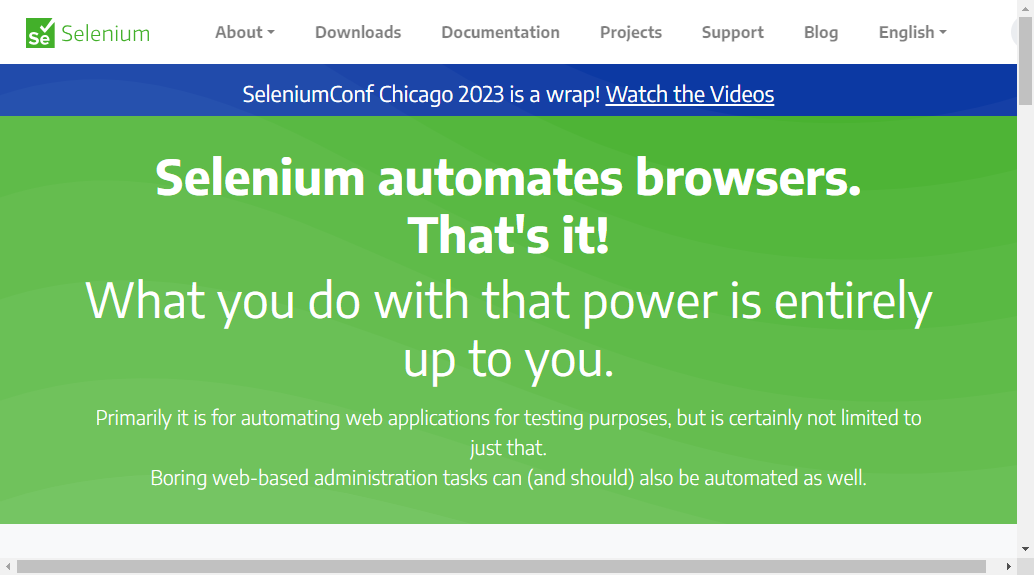 Se Selenium
About Downloads Documentation Projects Support Blog English
SeleniumConf Chicago 2023 is a wrap! Watch the Videos
Selenium automates browsers.
That's it!
What you do with that power is entirely
up to you.
Primarily it is for automating web applications for testing purposes, but is certainly not limited to
just that.
Boring web-based administration tasks can (and should) also be automated as well.